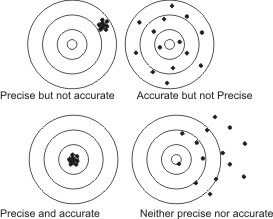 Precise but not accurate
Accurate but not Precise
Precise and accurate
Neither precise nor accurate